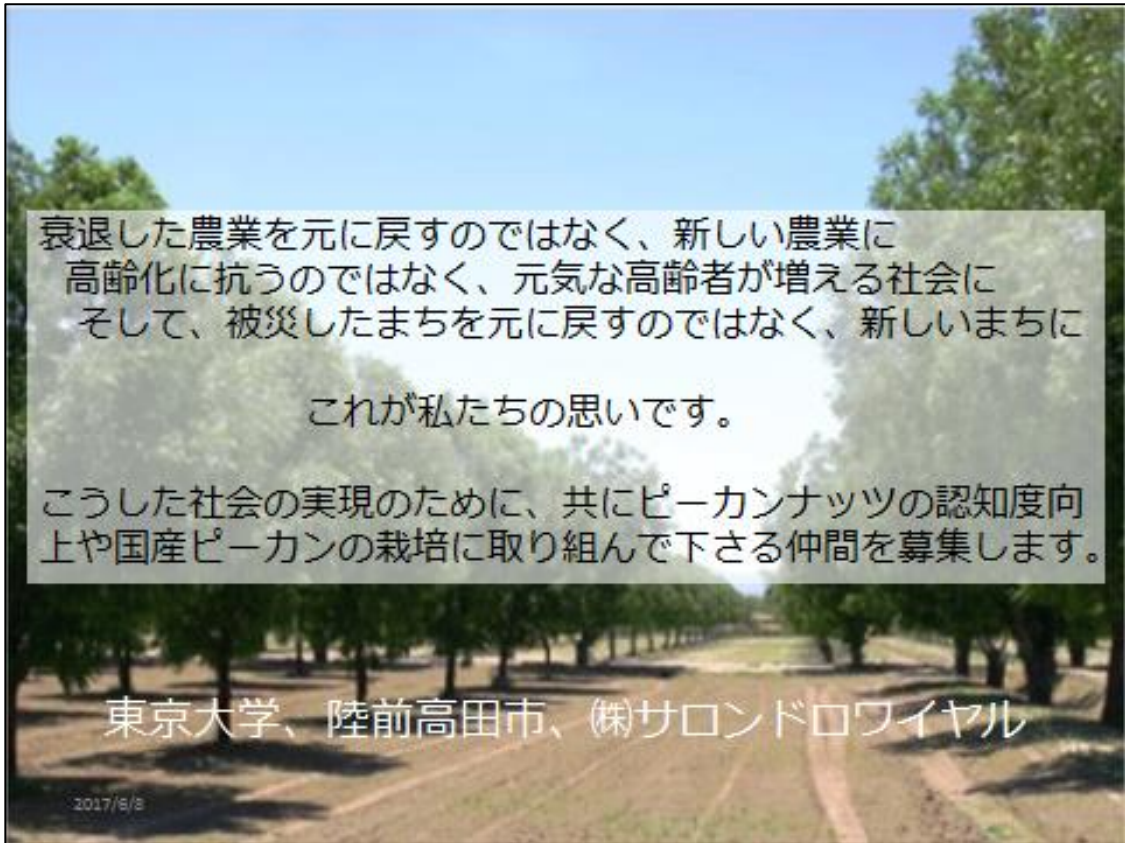 衰退した農業を元に戻すのではなく、新しい農業に
高齢化に抗うのではなく、元気な高齢者が増える社会に
そして、被災したまちを元に戻すのではなく、新しいまちに
これが私たちの思いです。
こうした社会の実現のために、共にピーカンナッツの認知度向
上や国産ピーカンの栽培に取り組んで下さる仲間を募集します。
東京大学、陸前高田市、㈱サロンドロワイヤル
2017/6/8